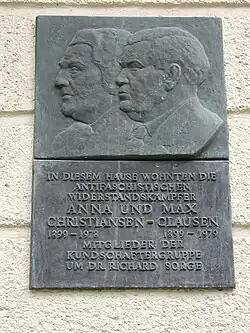 IN DIESEM HAUSE WOHNTEN DIE
ANTIFASCHISTISCHEN
WIDERSTANDSKÄMPFER
ANNA UND MAX
CHRISTIANSEN-CLAUSEN
1899-1978 1899-1979
MITGLIEDER DER
KUNDSCHAFTERGRUPPE
UM DR. RICHARD SORGE